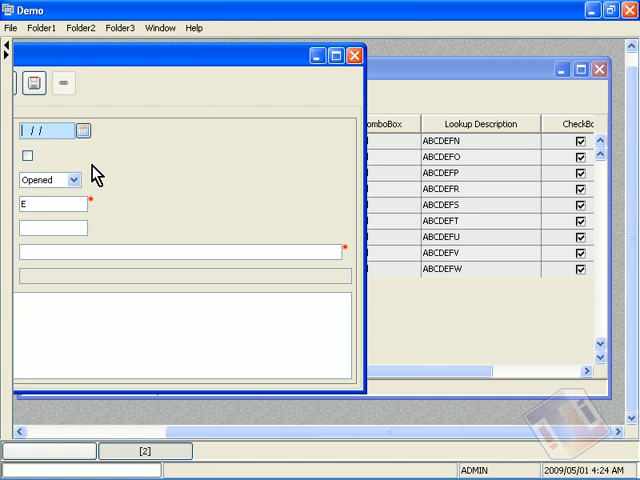 Demo
File Folder1 Folder2 Folder3 Window Help
omboBox Lookup Description CheckBo
/ /
ABCDEFN
ABCDEFO
ABCDEFP
Opened
ABCDEFR
E *
ABCDEFS
ABCDEFT
ABCDEFU
*
ABCDEFV
ABCDEFW
[2]
ADMIN 2009/05/01 4:24 AM